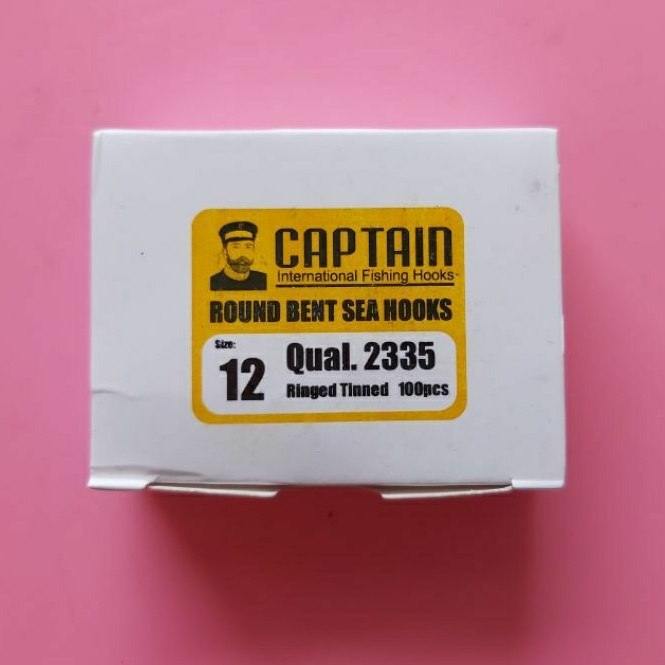 CAPTAIN
International Fishing Hooks
ROUND BENT SEA HOOKS
Size:
12
Qual. 2335
Ringed Tinned 100pcs